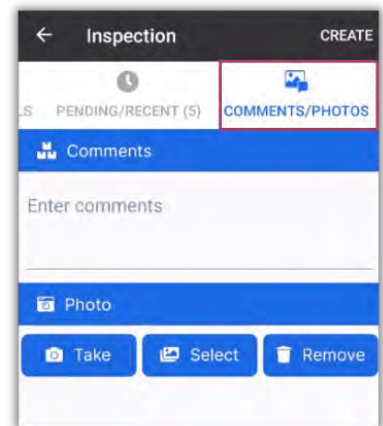 Inspection CREATE
LS PENDING/RECENT (5) COMMENTS/PHOTOS
Comments
Enter comments
Photo
Take Select Remove